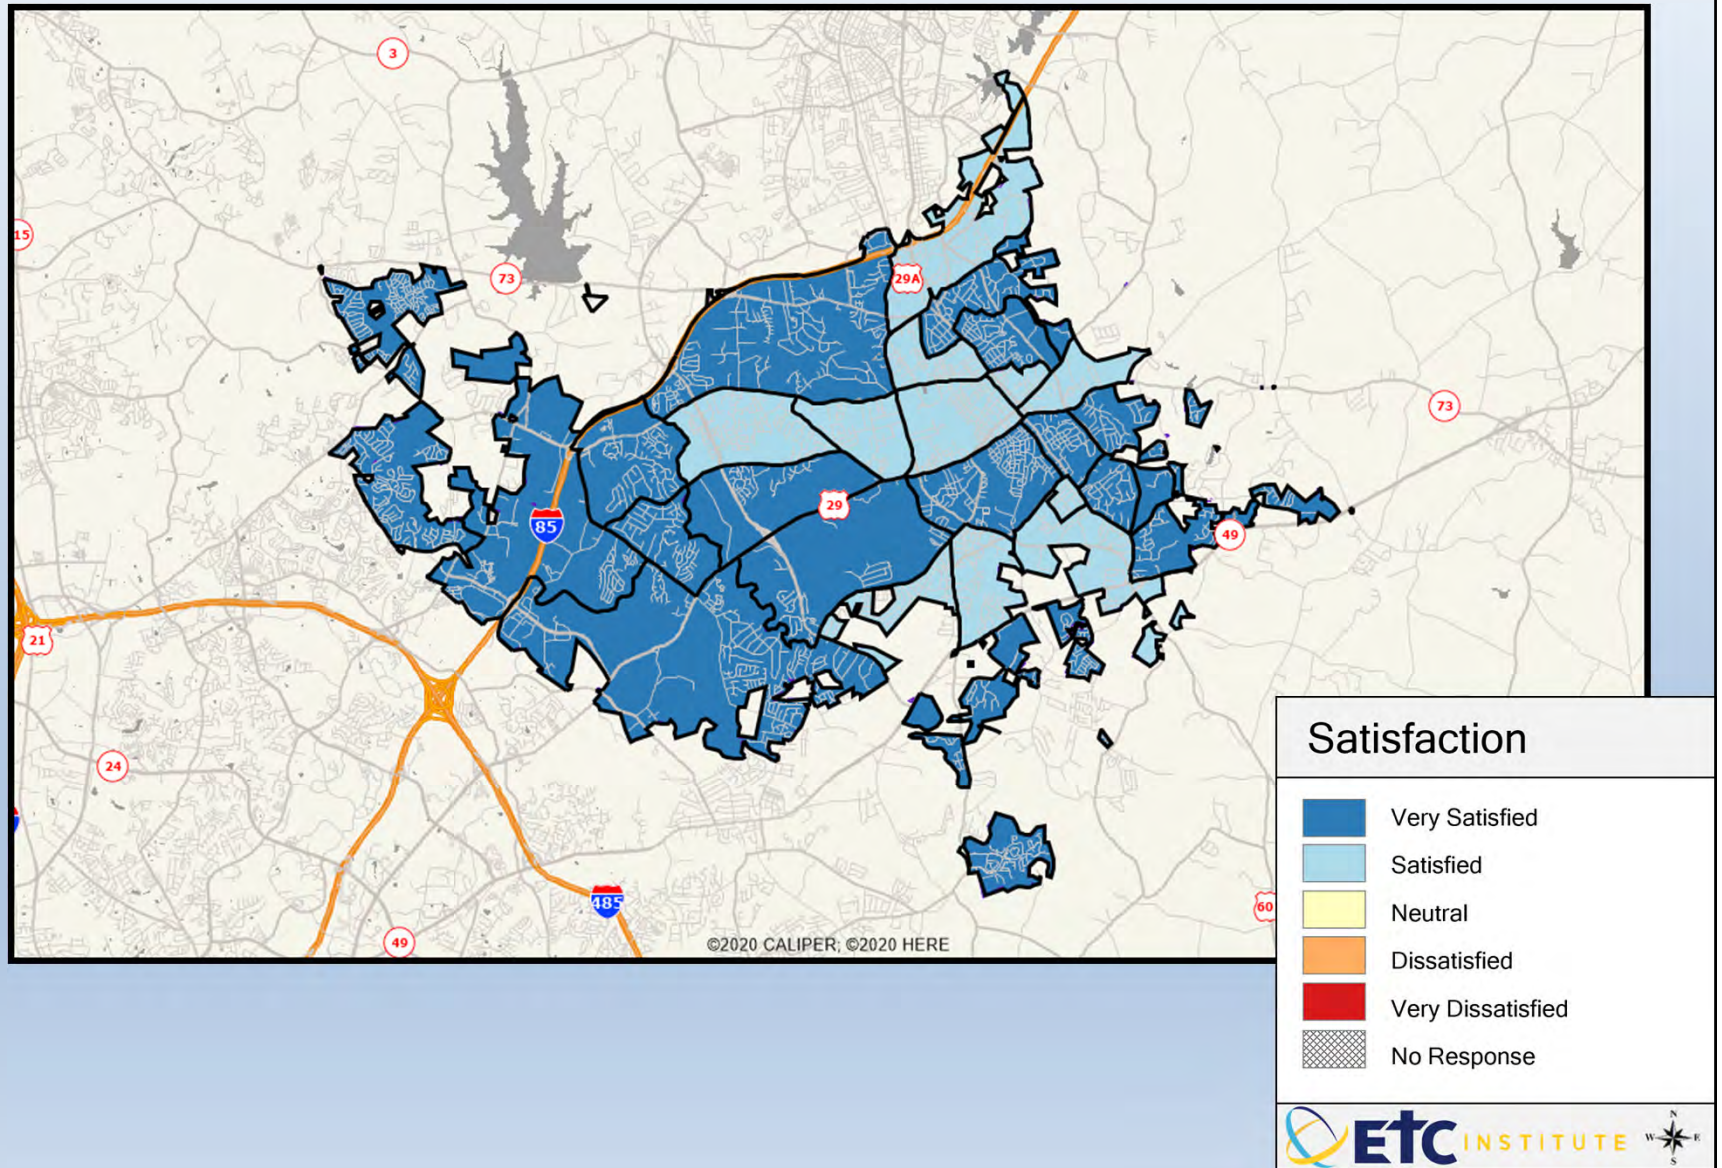 3
15
73
29A
73
29
85
49
21
24
485
60
49
©2020 CALIPER; ©2020 HERE
Satisfaction
Very Satisfied
Satisfied
Neutral
Dissatisfied
Very Dissatisfied
No Response
ETC INSTITUTE
N
W E
S